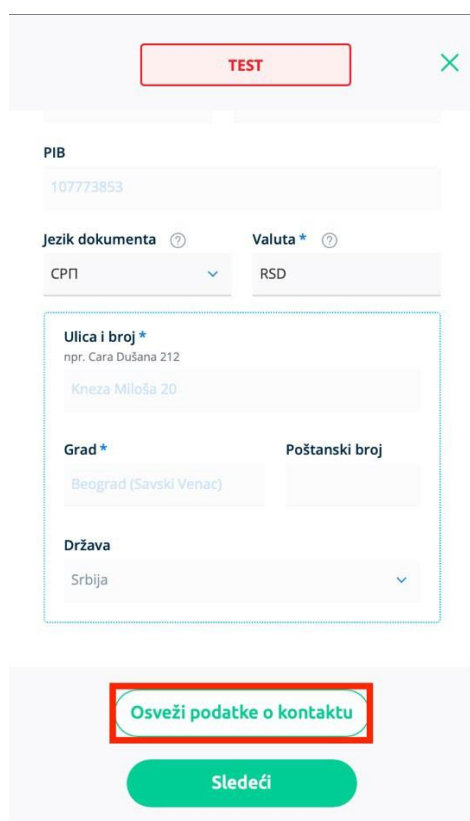 TEST
PIB
107773853
Jezik dokumenta
Valuta *
СРП
RSD
Ulica i broj *
npr. Cara Dušana 212
Kneza Miloša 20
Grad *
Poštanski broj
Beograd (Savski Venac)
Država
Srbija
Osveži podatke o kontaktu
Sledeći